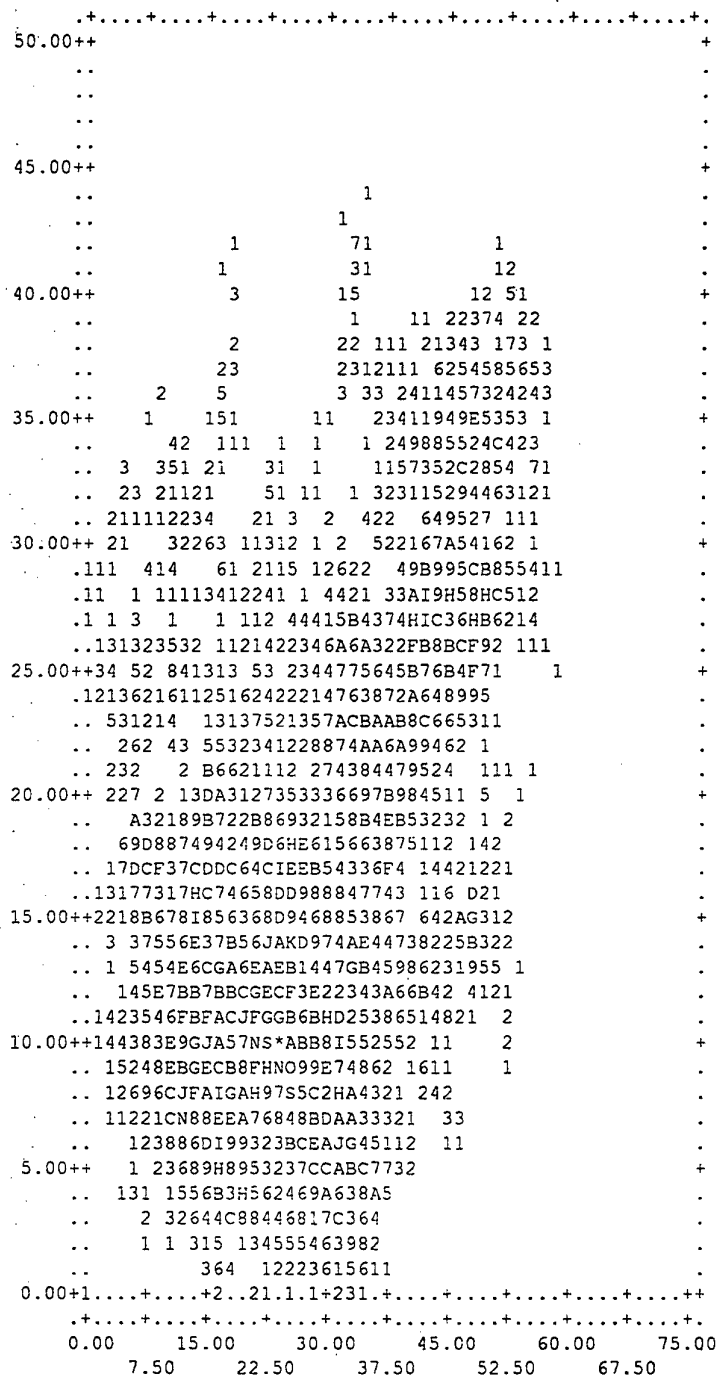 .+....+....+....+....+....+....+....+....+....+....+.
50.00++ +
.. .
.. .
.. .
.. .
45.00++ +
.. 1 .
.. 1 .
.. 1 71 1 .
.. 1 31 12 .
40.00++ 3 15 12 51 +
.. 1 11 22374 22 .
.. 2 22 111 21343 173 1 .
.. 23 2312111 6254585653 .
.. 2 5 3 33 2411457324243 .
35.00++ 1 151 11 23411949E5353 1 +
.. 42 111 1 1 1 249885524C423 .
.. 3 351 21 31 1 1157352C2854 71 .
.. 23 21121 51 11 1 323115294463121 .
.. 211112234 21 3 2 422 649527 111 .
30.00++ 21 32263 11312 1 2 522167A54162 1 +
.111 414 61 2115 12622 49B995CB855411 .
.11 1 11113412241 1 4421 33AI9H58HC512 .
.1 1 3 1 1 112 44415B4374HIC36HB6214 .
..131323532 1121422346A6A322FB8BCF92 111 .
25.00++34 52 841313 53 2344775645B76B4F71 1 +
.121362161125162422214763872A648995 .
.. 531214 13137521357ACBAAB8C665311 .
.. 262 43 5532341228874AA6A99462 1 .
.. 232 2 B6621112 274384479524 111 1 .
20.00++ 227 2 13DA3127353336697B984511 5 1 +
.. A32189B722B86932158B4EB53232 1 2 .
.. 69D887494249D6HE615663875112 142 .
.. 17DCF37CDDC64CIEEB54336F4 14421221 .
..13177317HC74658DD988847743 116 D21 .
15.00++2218B678I856368D9468853867 642AG312 +
.. 3 37556E37B56JAKD974AE44738225B322 .
.. 1 5454E6CGA6EAEB1447GB45986231955 1 .
.. 145E7BB7BBCGECF3E22343A66B42 4121 .
..1423546FBFACJFGGB6BHD25386514821 2 .
10.00++144383E9GJA57NS*ABB8I552552 11 2 +
.. 15248EBGECB8FHNO99E74862 1611 1 .
.. 12696CJFAIGAH97S5C2HA4321 242 .
.. 11221CN88EEA76848BDAA33321 33 .
.. 123886DI99323BCEAJG45112 11 .
5.00++ 1 23689H8953237CCABC7732 +
.. 131 1556B3H562469A638A5 .
.. 2 32644C88446817C364 .
.. 1 1 315 134555463982 .
.. 364 12223615611 .
0.00+1....+....+2..21.1.1+231.+....+....+....+....+....++
.+....+....+....+....+....+....+....+....+....+....+.
0.00 15.00 30.00 45.00 60.00 75.00
7.50 22.50 37.50 52.50 67.50